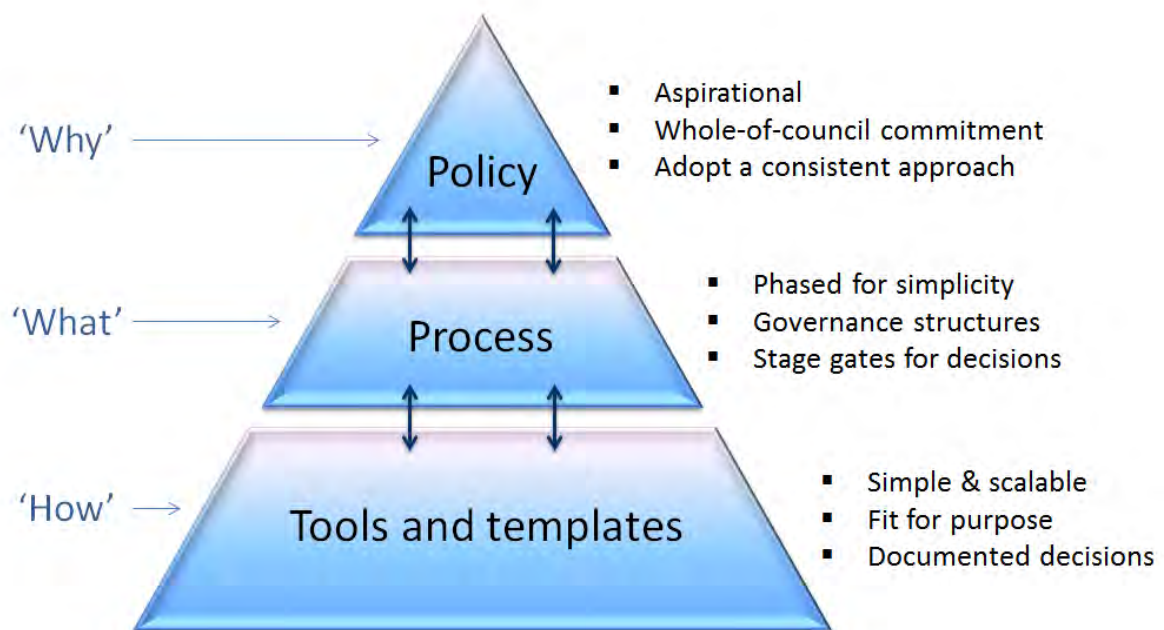 ‘Why’
Policy
▪ Aspirational
▪ Whole-of-council commitment
▪ Adopt a consistent approach
‘What’
Process
▪ Phased for simplicity
▪ Governance structures
▪ Stage gates for decisions
‘How’
Tools and templates
▪ Simple & scalable
▪ Fit for purpose
▪ Documented decisions